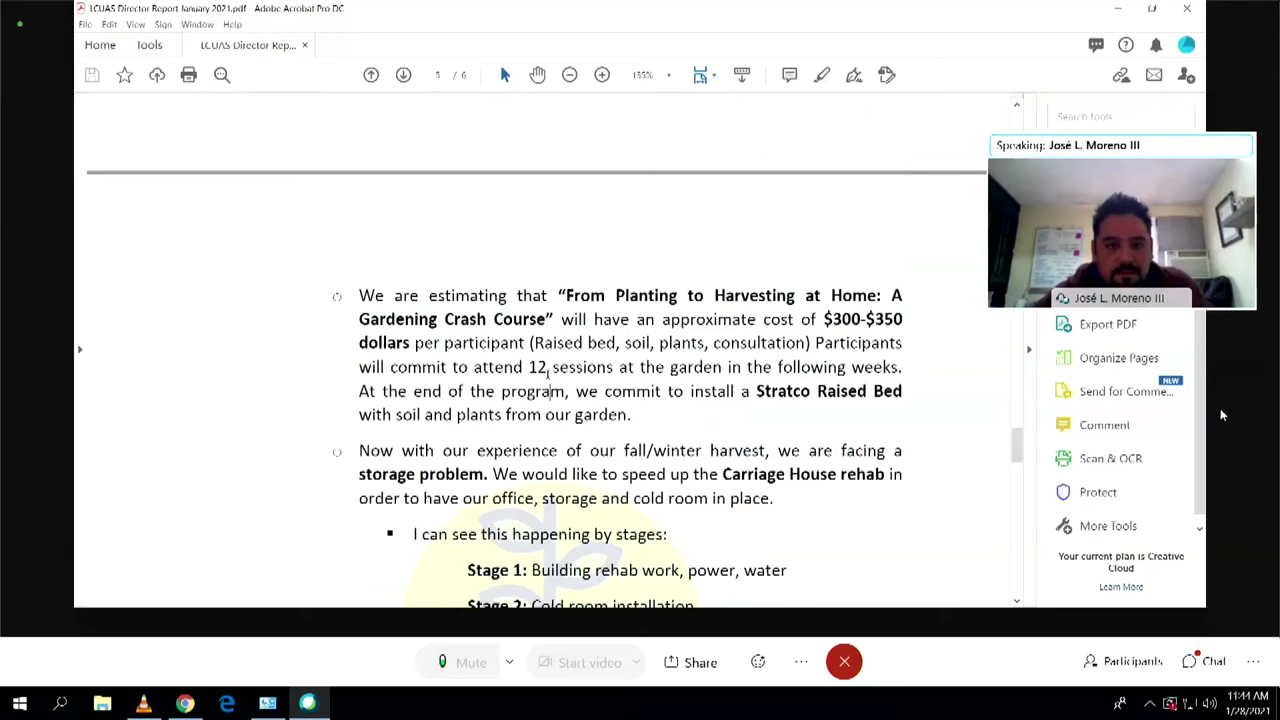 LCUAS Director Report January 2021.pdf - Adobe Acrobat Pro DC
File Edit View Sign Window Help
Home Tools LCUAS Director Rep... ×
5 / 6 135%
Search tools
Speaking: José L. Moreno III
José L. Moreno III
We are estimating that “From Planting to Harvesting at Home: A
Gardening Crash Course” will have an approximate cost of $300-$350
dollars per participant (Raised bed, soil, plants, consultation) Participants
will commit to attend 12 sessions at the garden in the following weeks.
At the end of the program, we commit to install a Stratco Raised Bed
with soil and plants from our garden.
Now with our experience of our fall/winter harvest, we are facing a
storage problem. We would like to speed up the Carriage House rehab in
order to have our office, storage and cold room in place.
I can see this happening by stages:
Stage 1: Building rehab work, power, water
Stage 2: Cold room installation
Export PDF
Organize Pages
NEW
Send for Comme...
Comment
Scan & OCR
Protect
More Tools
Your current plan is Creative
Cloud
Learn More
Mute Start video Share ... Participants Chat ...
11:44 AM
1/28/2021